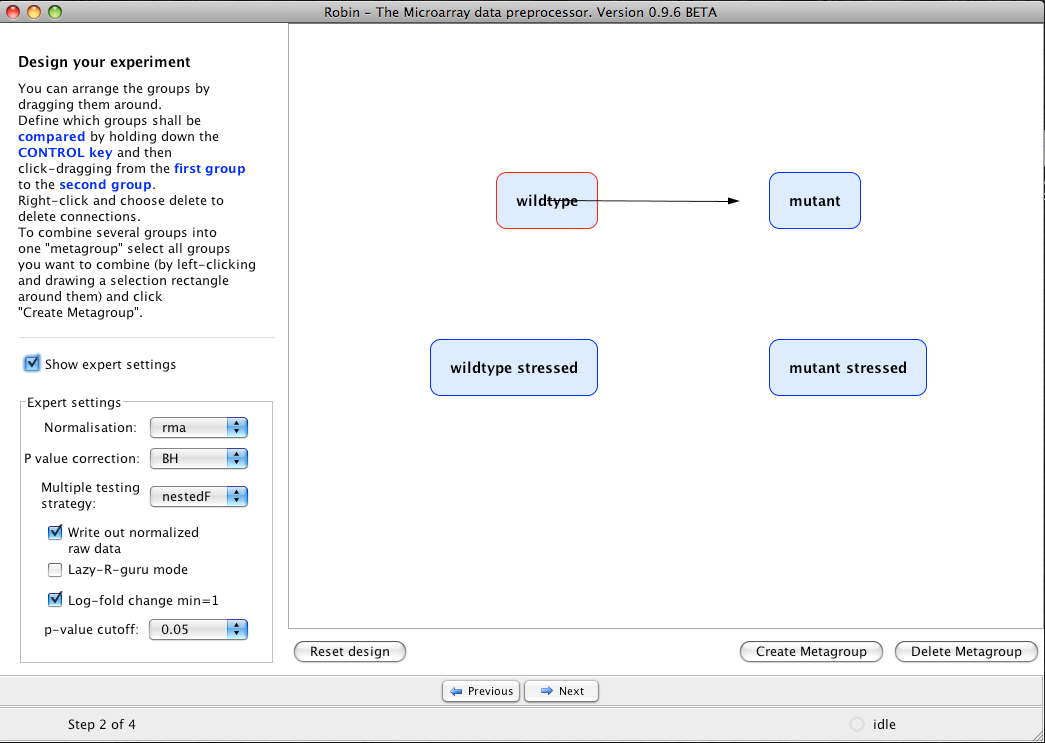 Robin - The Microarray data preprocessor. Version 0.9.6 BETA
Design your experiment
You can arrange the groups by
dragging them around.
Define which groups shall be
compared by holding down the
CONTROL key and then
click-dragging from the first group
to the second group.
Right-click and choose delete to
delete connections.
To combine several groups into
one "metagroup" select all groups
you want to combine (by left-clicking
and drawing a selection rectangle
around them) and click
"Create Metagroup".
Show expert settings
Expert settings
Normalisation: rma
P value correction: BH
Multiple testing
strategy: nestedF
Write out normalized
raw data
Lazy-R-guru mode
Log-fold change min=1
p-value cutoff: 0.05
wildtype
mutant
wildtype stressed
mutant stressed
Reset design
Create Metagroup
Delete Metagroup
Previous
Next
Step 2 of 4
idle